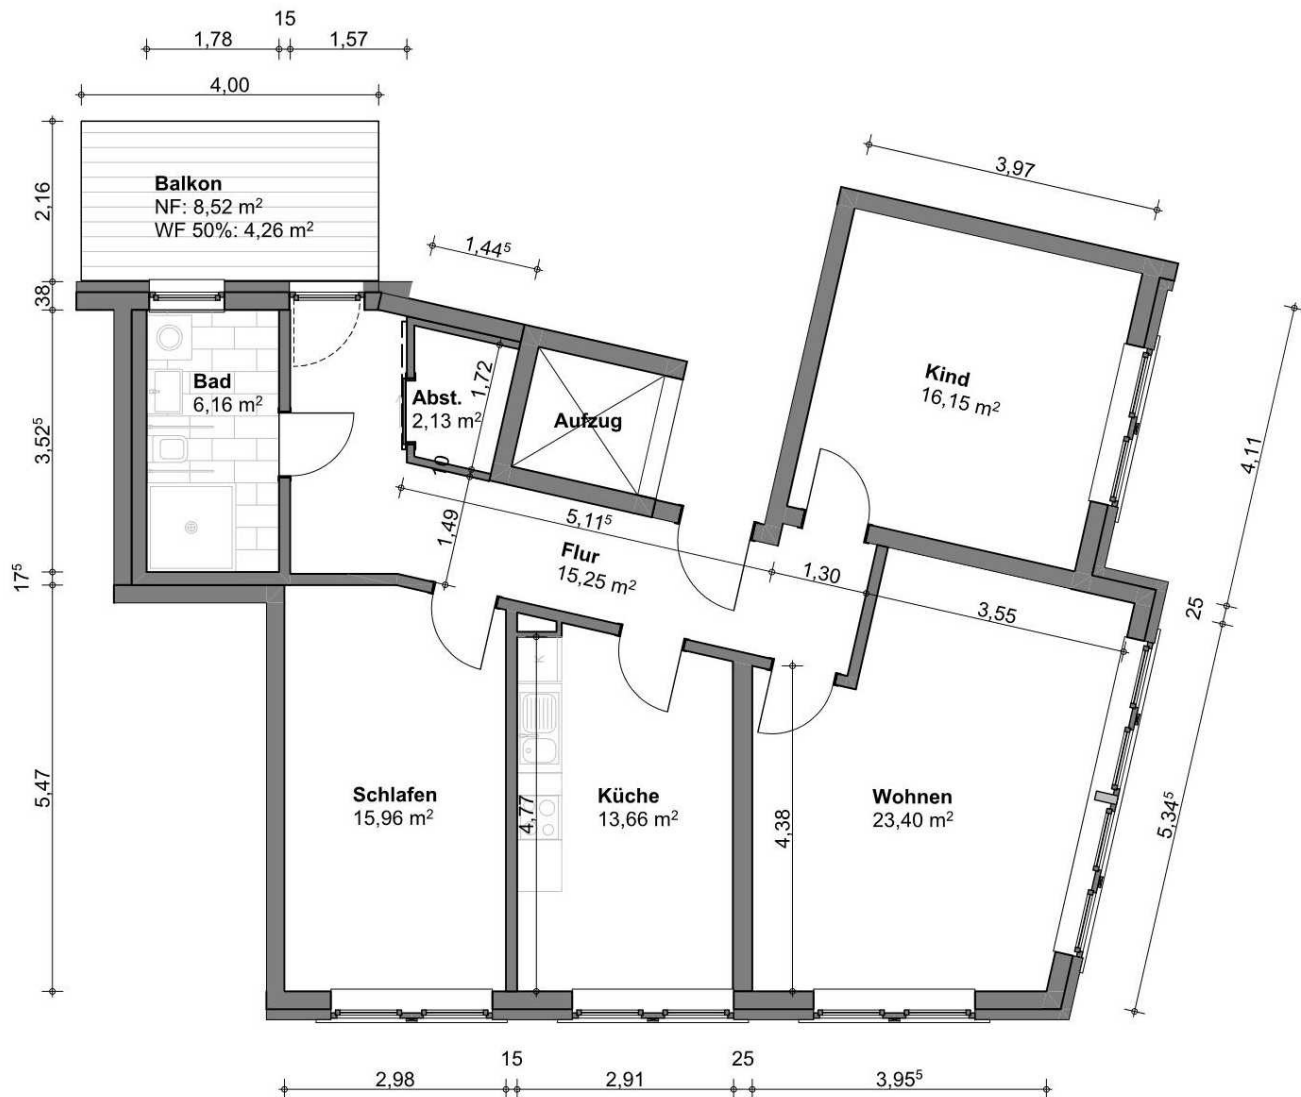 15
1,78
1,57
4,00
2,16
Balkon
NF: 8,52 m²
WF 50%: 4,26 m²
1,44⁵
3,97
38
3,52⁵
Bad
6,16 m²
Abst.
2,13 m²
1,72
10
Aufzug
Kind
16,15 m²
4,11
1,49
5,11⁵
Flur
15,25 m²
1,30
3,55
17⁵
25
K
5,47
Schlafen
15,96 m²
4,77
Küche
13,66 m²
4,38
Wohnen
23,40 m²
5,34⁵
15
25
2,98
2,91
3,95⁵